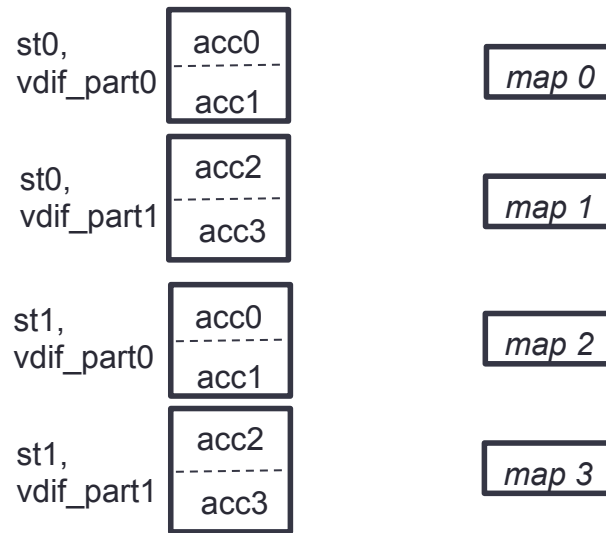 st0,
vdif_part0
acc0
acc1
map 0
st0,
vdif_part1
acc2
acc3
map 1
st1,
vdif_part0
acc0
acc1
map 2
st1,
vdif_part1
acc2
acc3
map 3